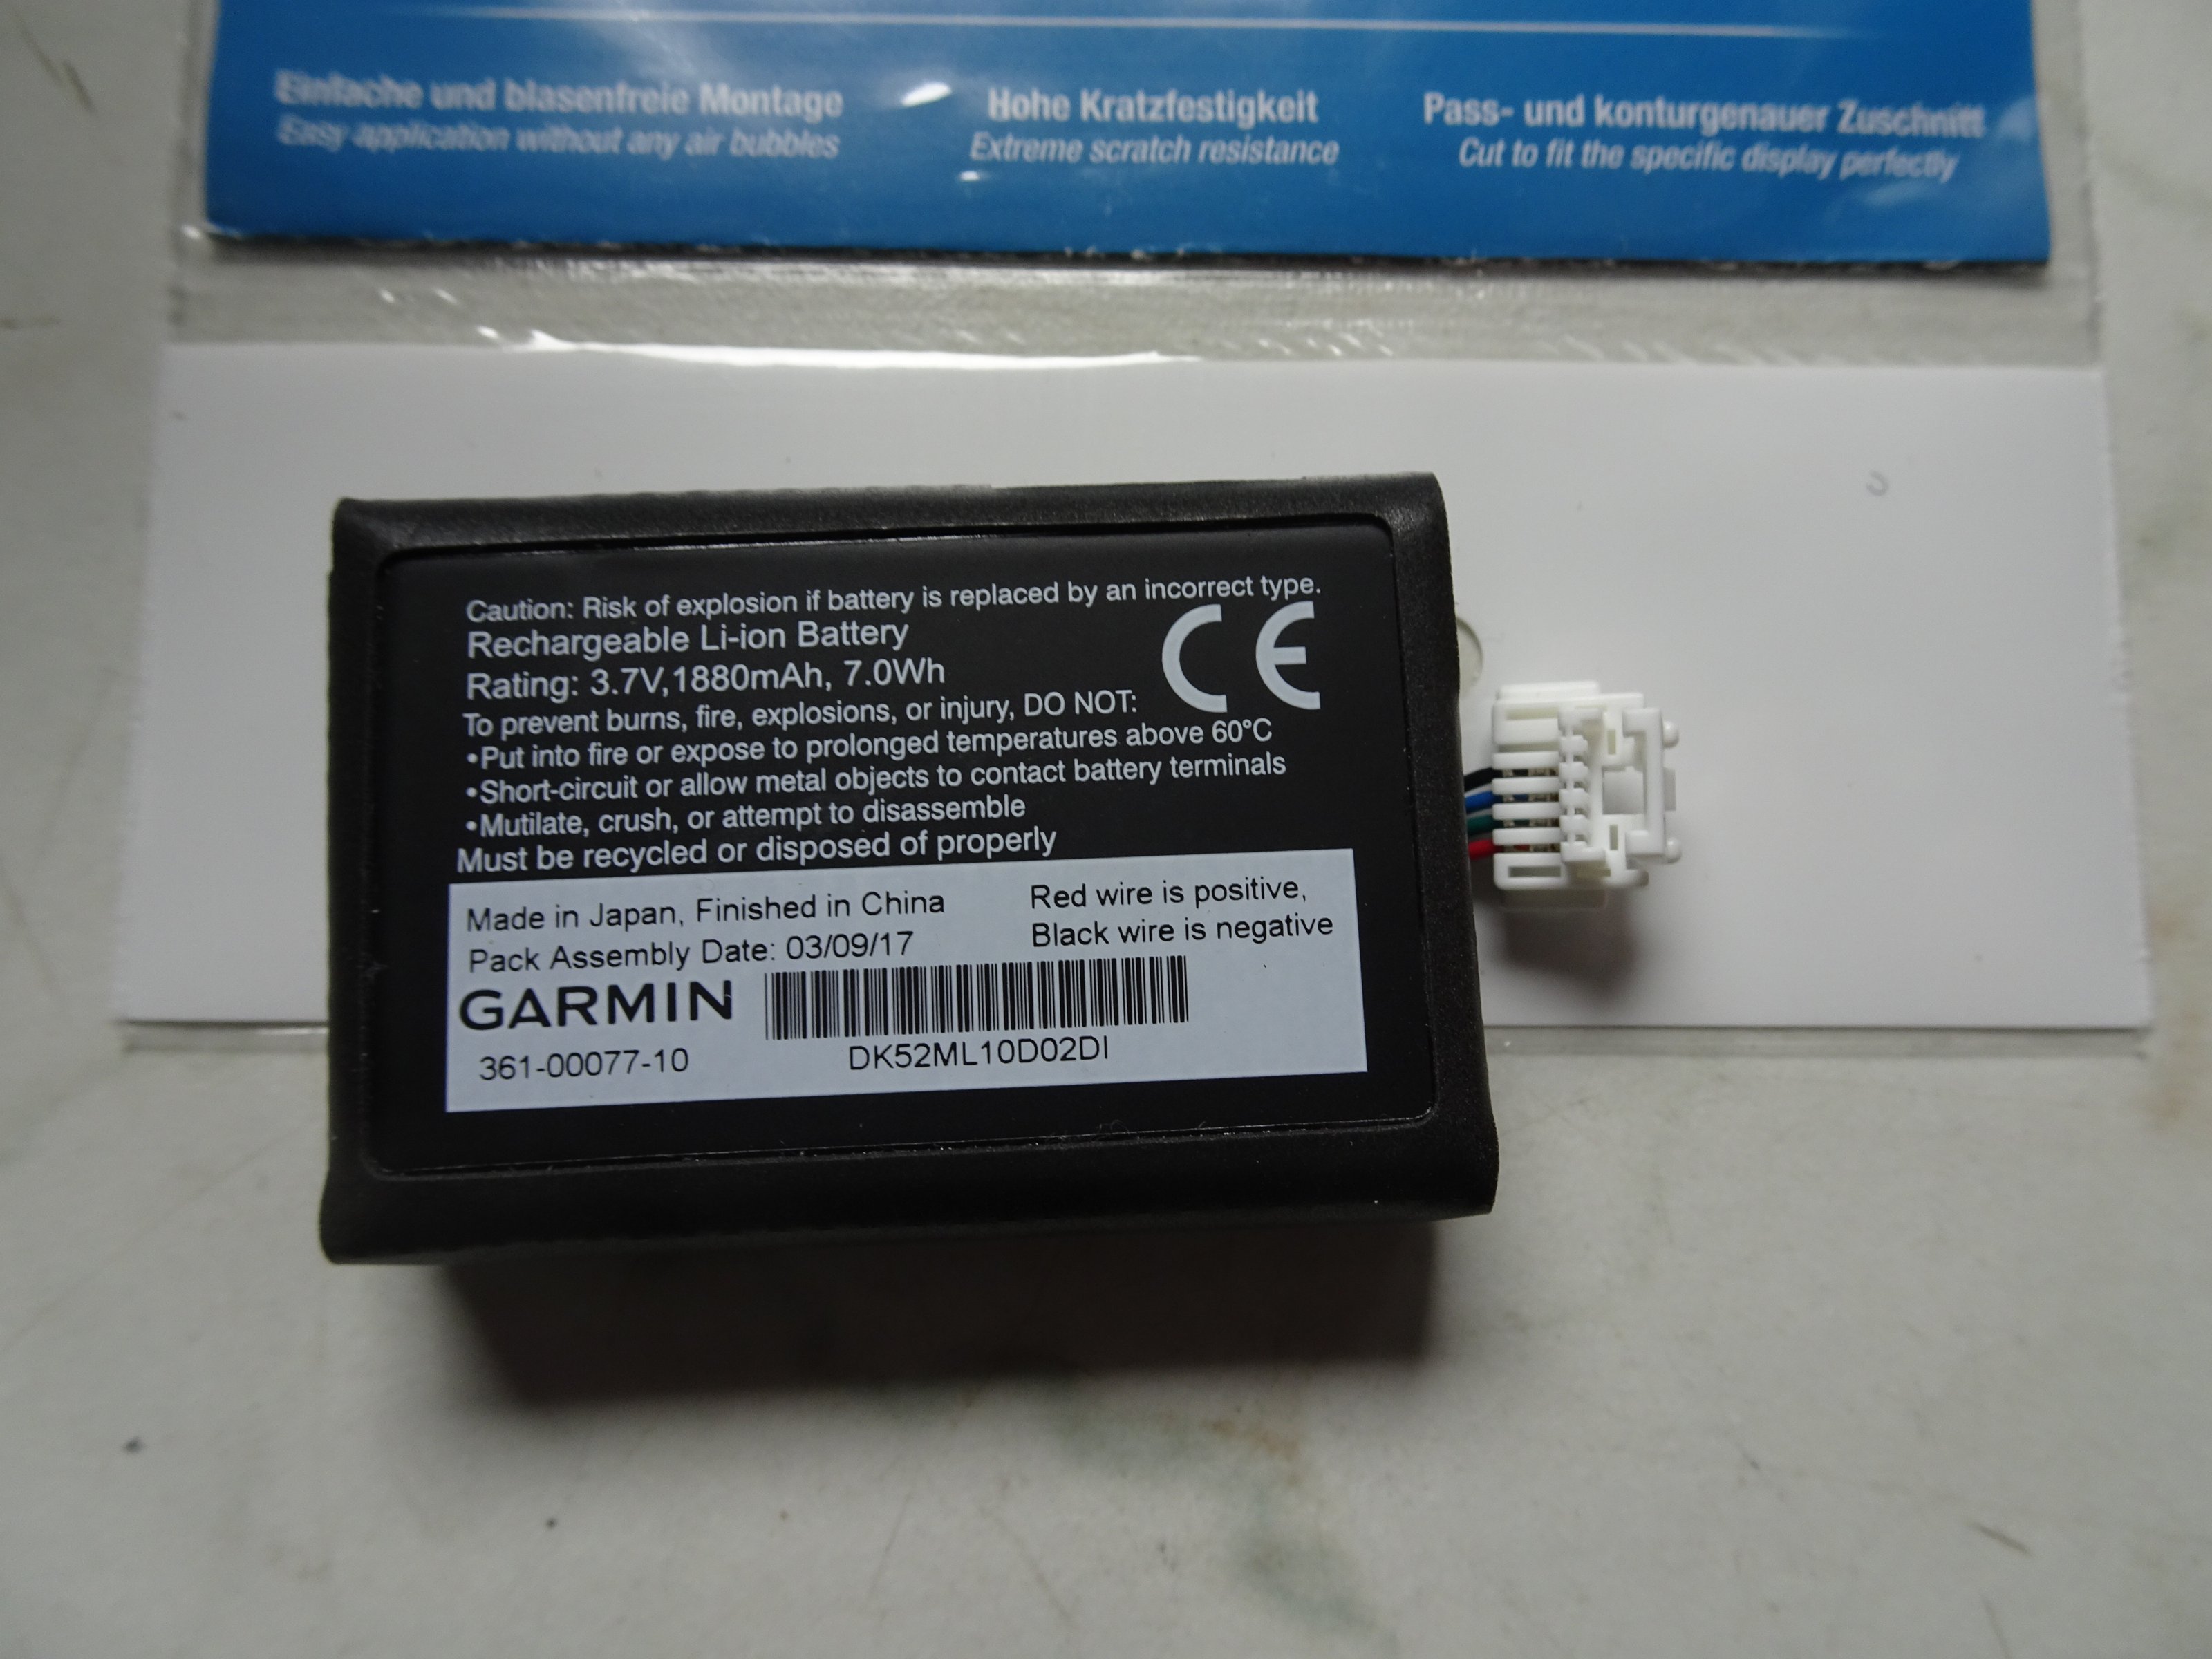 Einfache und blasenfreie Montage
Easy application without any air bubbles
Hohe Kratzfestigkeit
Extreme scratch resistance
Pass- und konturgenauer Zuschnitt
Cut to fit the specific display perfectly
Caution: Risk of explosion if battery is replaced by an incorrect type.
Rechargeable Li-ion Battery
Rating: 3.7V,1880mAh, 7.0Wh
CE
To prevent burns, fire, explosions, or injury, DO NOT:
•Put into fire or expose to prolonged temperatures above 60°C
•Short-circuit or allow metal objects to contact battery terminals
•Mutilate, crush, or attempt to disassemble
Must be recycled or disposed of properly
Made in Japan, Finished in China
Pack Assembly Date: 03/09/17
Red wire is positive,
Black wire is negative
GARMIN
361-00077-10
DK52ML10D02DI